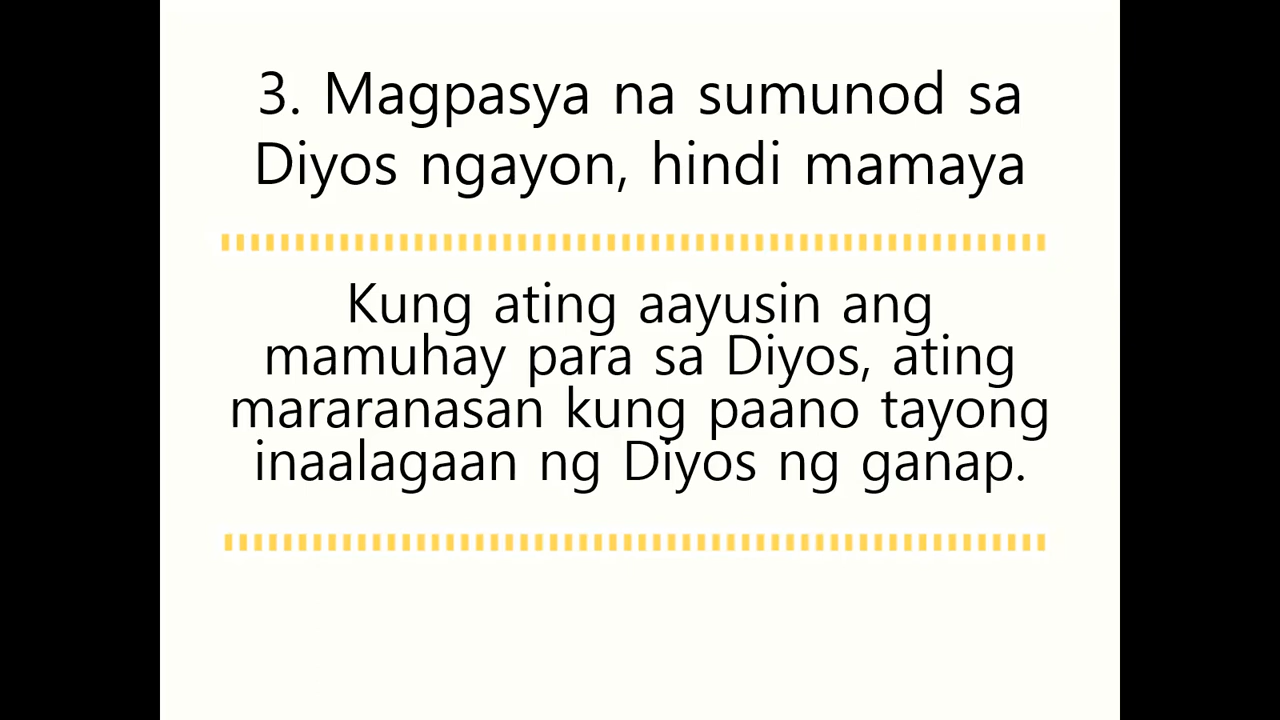 3. Magpasya na sumunod sa
Diyos ngayon, hindi mamaya
Kung ating aayusin ang
mamuhay para sa Diyos, ating
mararanasan kung paano tayong
inaalagaan ng Diyos ng ganap.